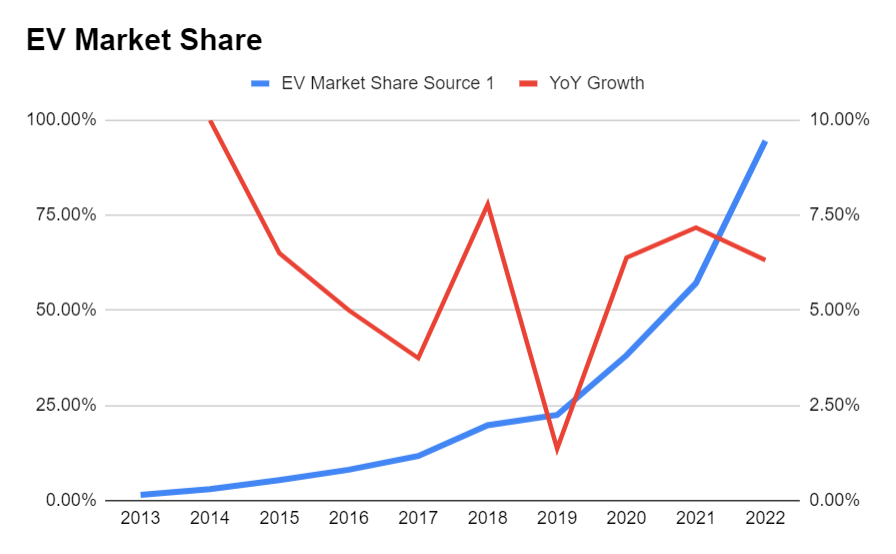 EV Market Share
EV Market Share Source 1 YoY Growth
100.00% 10.00%
75.00% 7.50%
50.00% 5.00%
25.00% 2.50%
0.00% 0.00%
2013 2014 2015 2016 2017 2018 2019 2020 2021 2022